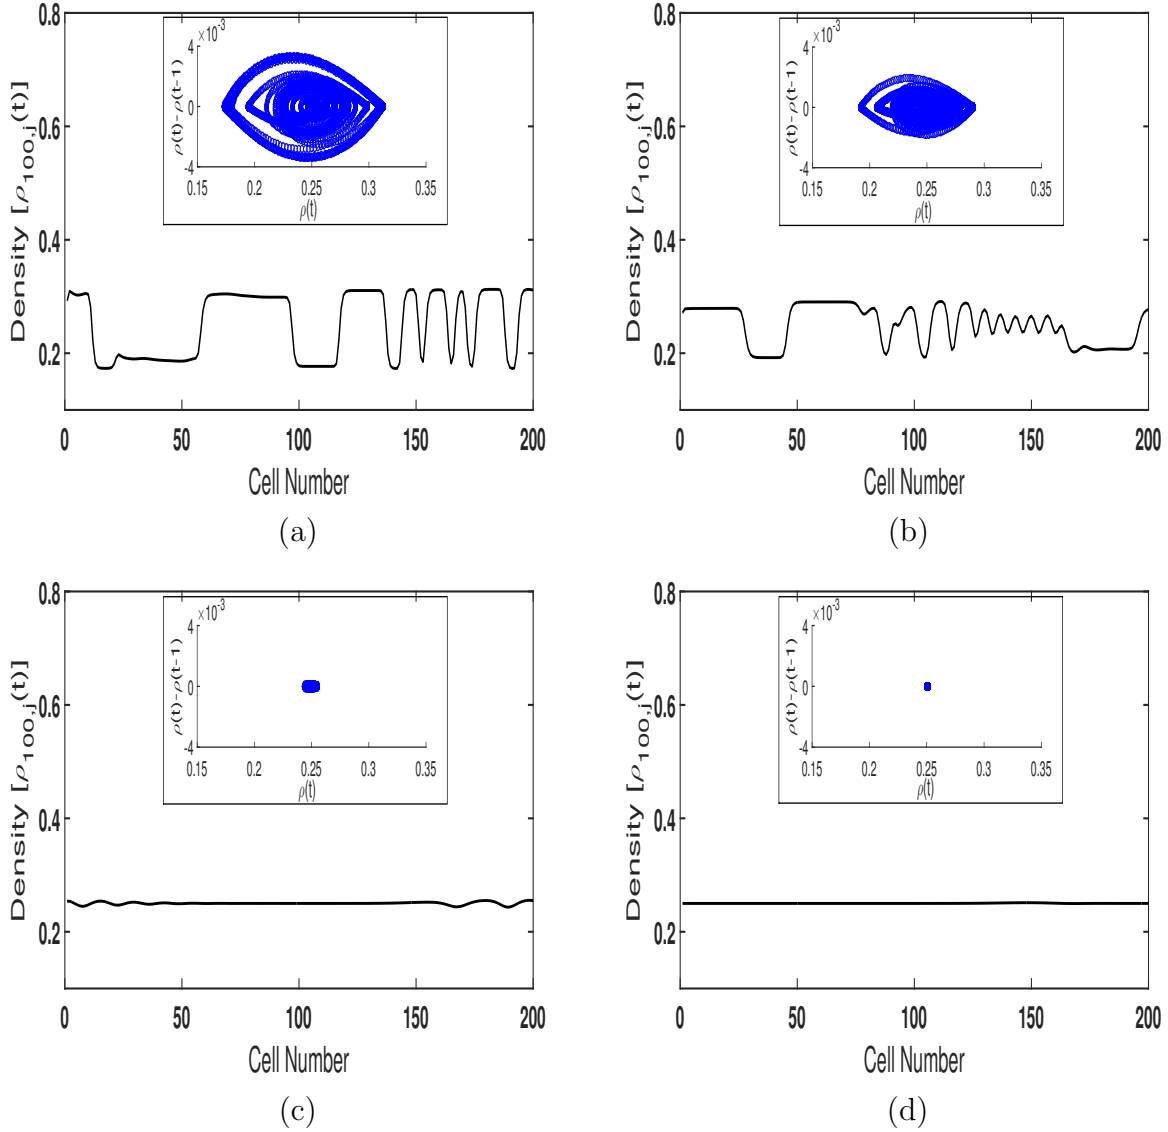 0.8
0.6
0.4
0.2
Density [ρ_100,j(t)]
0 50 100 150 200
Cell Number
×10^-3
4
0
-4
ρ(t)-ρ(t-1)
0.15 0.2 0.25 0.3 0.35
ρ(t)
(a)
0.8
0.6
0.4
0.2
Density [ρ_100,j(t)]
0 50 100 150 200
Cell Number
×10^-3
4
0
-4
ρ(t)-ρ(t-1)
0.15 0.2 0.25 0.3 0.35
ρ(t)
(b)
0.8
0.6
0.4
0.2
Density [ρ_100,j(t)]
0 50 100 150 200
Cell Number
×10^-3
4
0
-4
ρ(t)-ρ(t-1)
0.15 0.2 0.25 0.3 0.35
ρ(t)
(c)
0.8
0.6
0.4
0.2
Density [ρ_100,j(t)]
0 50 100 150 200
Cell Number
×10^-3
4
0
-4
ρ(t)-ρ(t-1)
0.15 0.2 0.25 0.3 0.35
ρ(t)
(d)